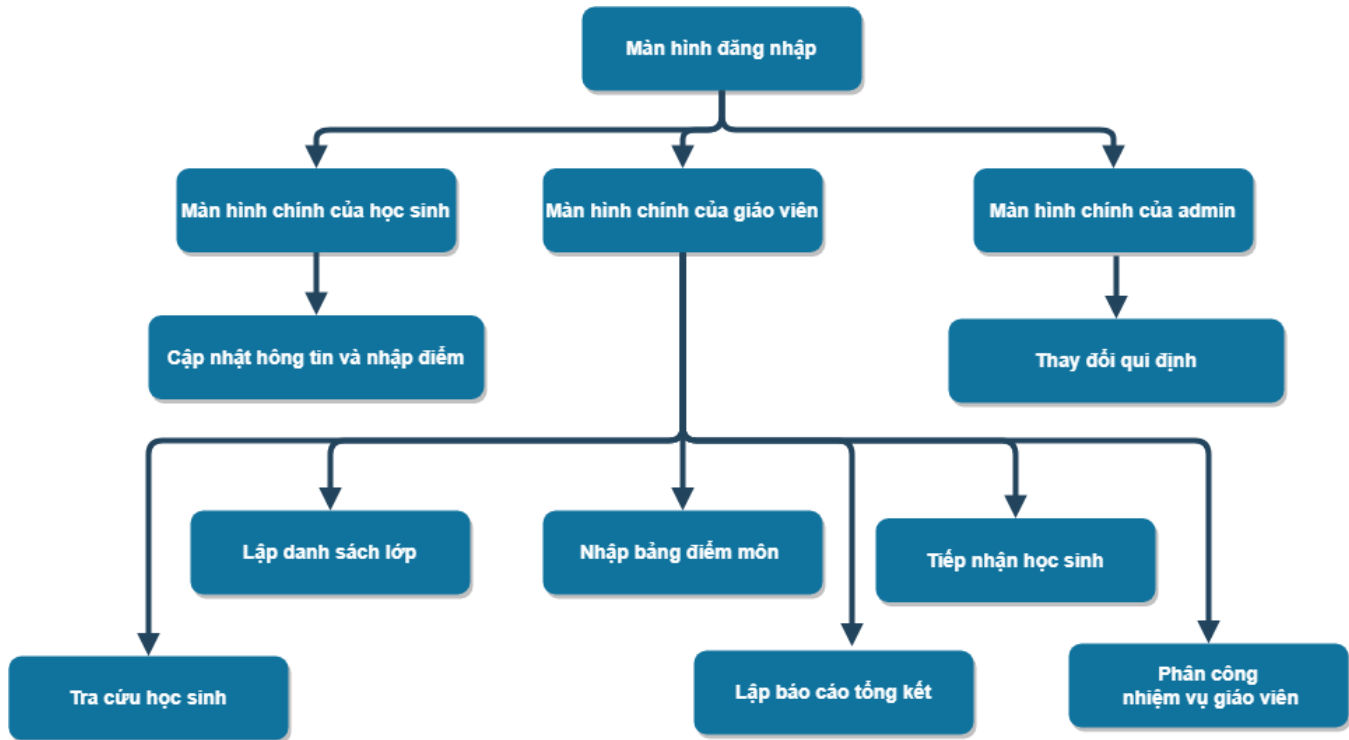 Màn hình đăng nhập
Màn hình chính của học sinh
Màn hình chính của giáo viên
Màn hình chính của admin
Cập nhật hông tin và nhập điểm
Thay đổi qui định
Lập danh sách lớp
Nhập bảng điểm môn
Tiếp nhận học sinh
Tra cứu học sinh
Lập báo cáo tổng kết
Phân công
nhiệm vụ giáo viên